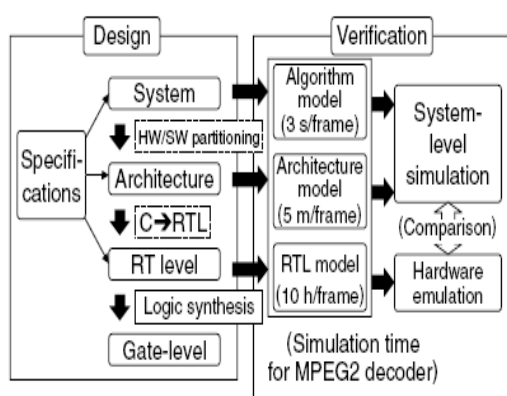 Design
Verification
System
HW/SW partitioning
Specifi-
cations
Architecture
C➔RTL
RT level
Logic synthesis
Gate-level
Algorithm
model
(3 s/frame)
Architecture
model
(5 m/frame)
RTL model
(10 h/frame)
System-
level
simulation
(Comparison)
Hardware
emulation
(Simulation time
for MPEG2 decoder)